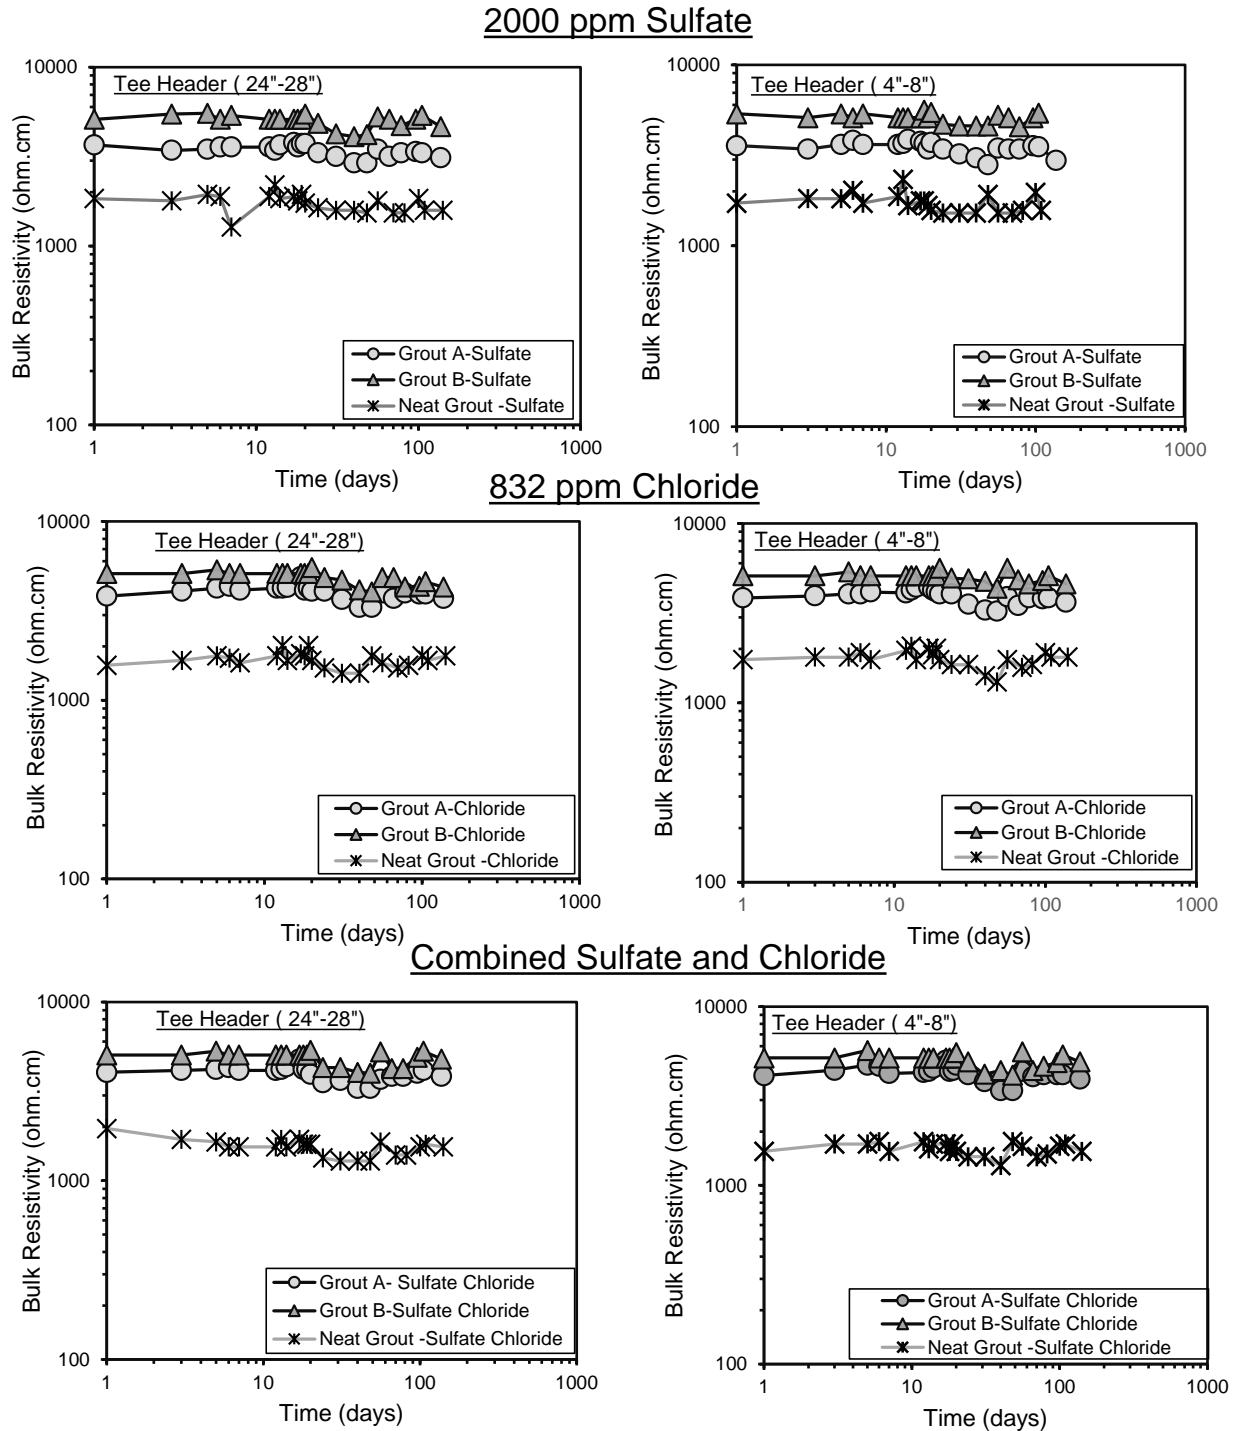 2000 ppm Sulfate
Tee Header ( 24"-28")
10000
1000
100
1
10
100
1000
Bulk Resistivity (ohm.cm)
Time (days)
Grout A-Sulfate
Grout B-Sulfate
Neat Grout -Sulfate
Tee Header ( 4"-8")
10000
1000
100
1
10
100
1000
Bulk Resistivity (ohm.cm)
Time (days)
Grout A-Sulfate
Grout B-Sulfate
Neat Grout -Sulfate
832 ppm Chloride
Tee Header ( 24"-28")
10000
1000
100
1
10
100
1000
Bulk Resistivity (ohm.cm)
Time (days)
Grout A-Chloride
Grout B-Chloride
Neat Grout -Chloride
Tee Header ( 4"-8")
10000
1000
100
1
10
100
1000
Bulk Resistivity (ohm.cm)
Time (days)
Grout A-Chloride
Grout B-Chloride
Neat Grout -Chloride
Combined Sulfate and Chloride
Tee Header ( 24"-28")
10000
1000
100
1
10
100
1000
Bulk Resistivity (ohm.cm)
Time (days)
Grout A- Sulfate Chloride
Grout B-Sulfate Chloride
Neat Grout -Sulfate Chloride
Tee Header ( 4"-8")
10000
1000
100
1
10
100
1000
Bulk Resistivity (ohm.cm)
Time (days)
Grout A-Sulfate Chloride
Grout B-Sulfate Chloride
Neat Grout -Sulfate Chloride